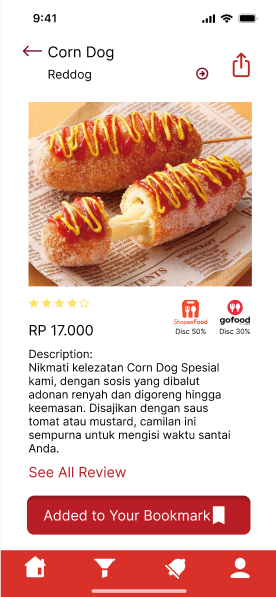 9:41
Corn Dog
Reddog
ShopeeFood
gofood
Disc 50%
Disc 30%
RP 17.000
Description:
Nikmati kelezatan Corn Dog Spesial
kami, dengan sosis yang dibalut
adonan renyah dan digoreng hingga
keemasan. Disajikan dengan saus
tomat atau mustard, camilan ini
sempurna untuk mengisi waktu santai
Anda.
See All Review
Added to Your Bookmark